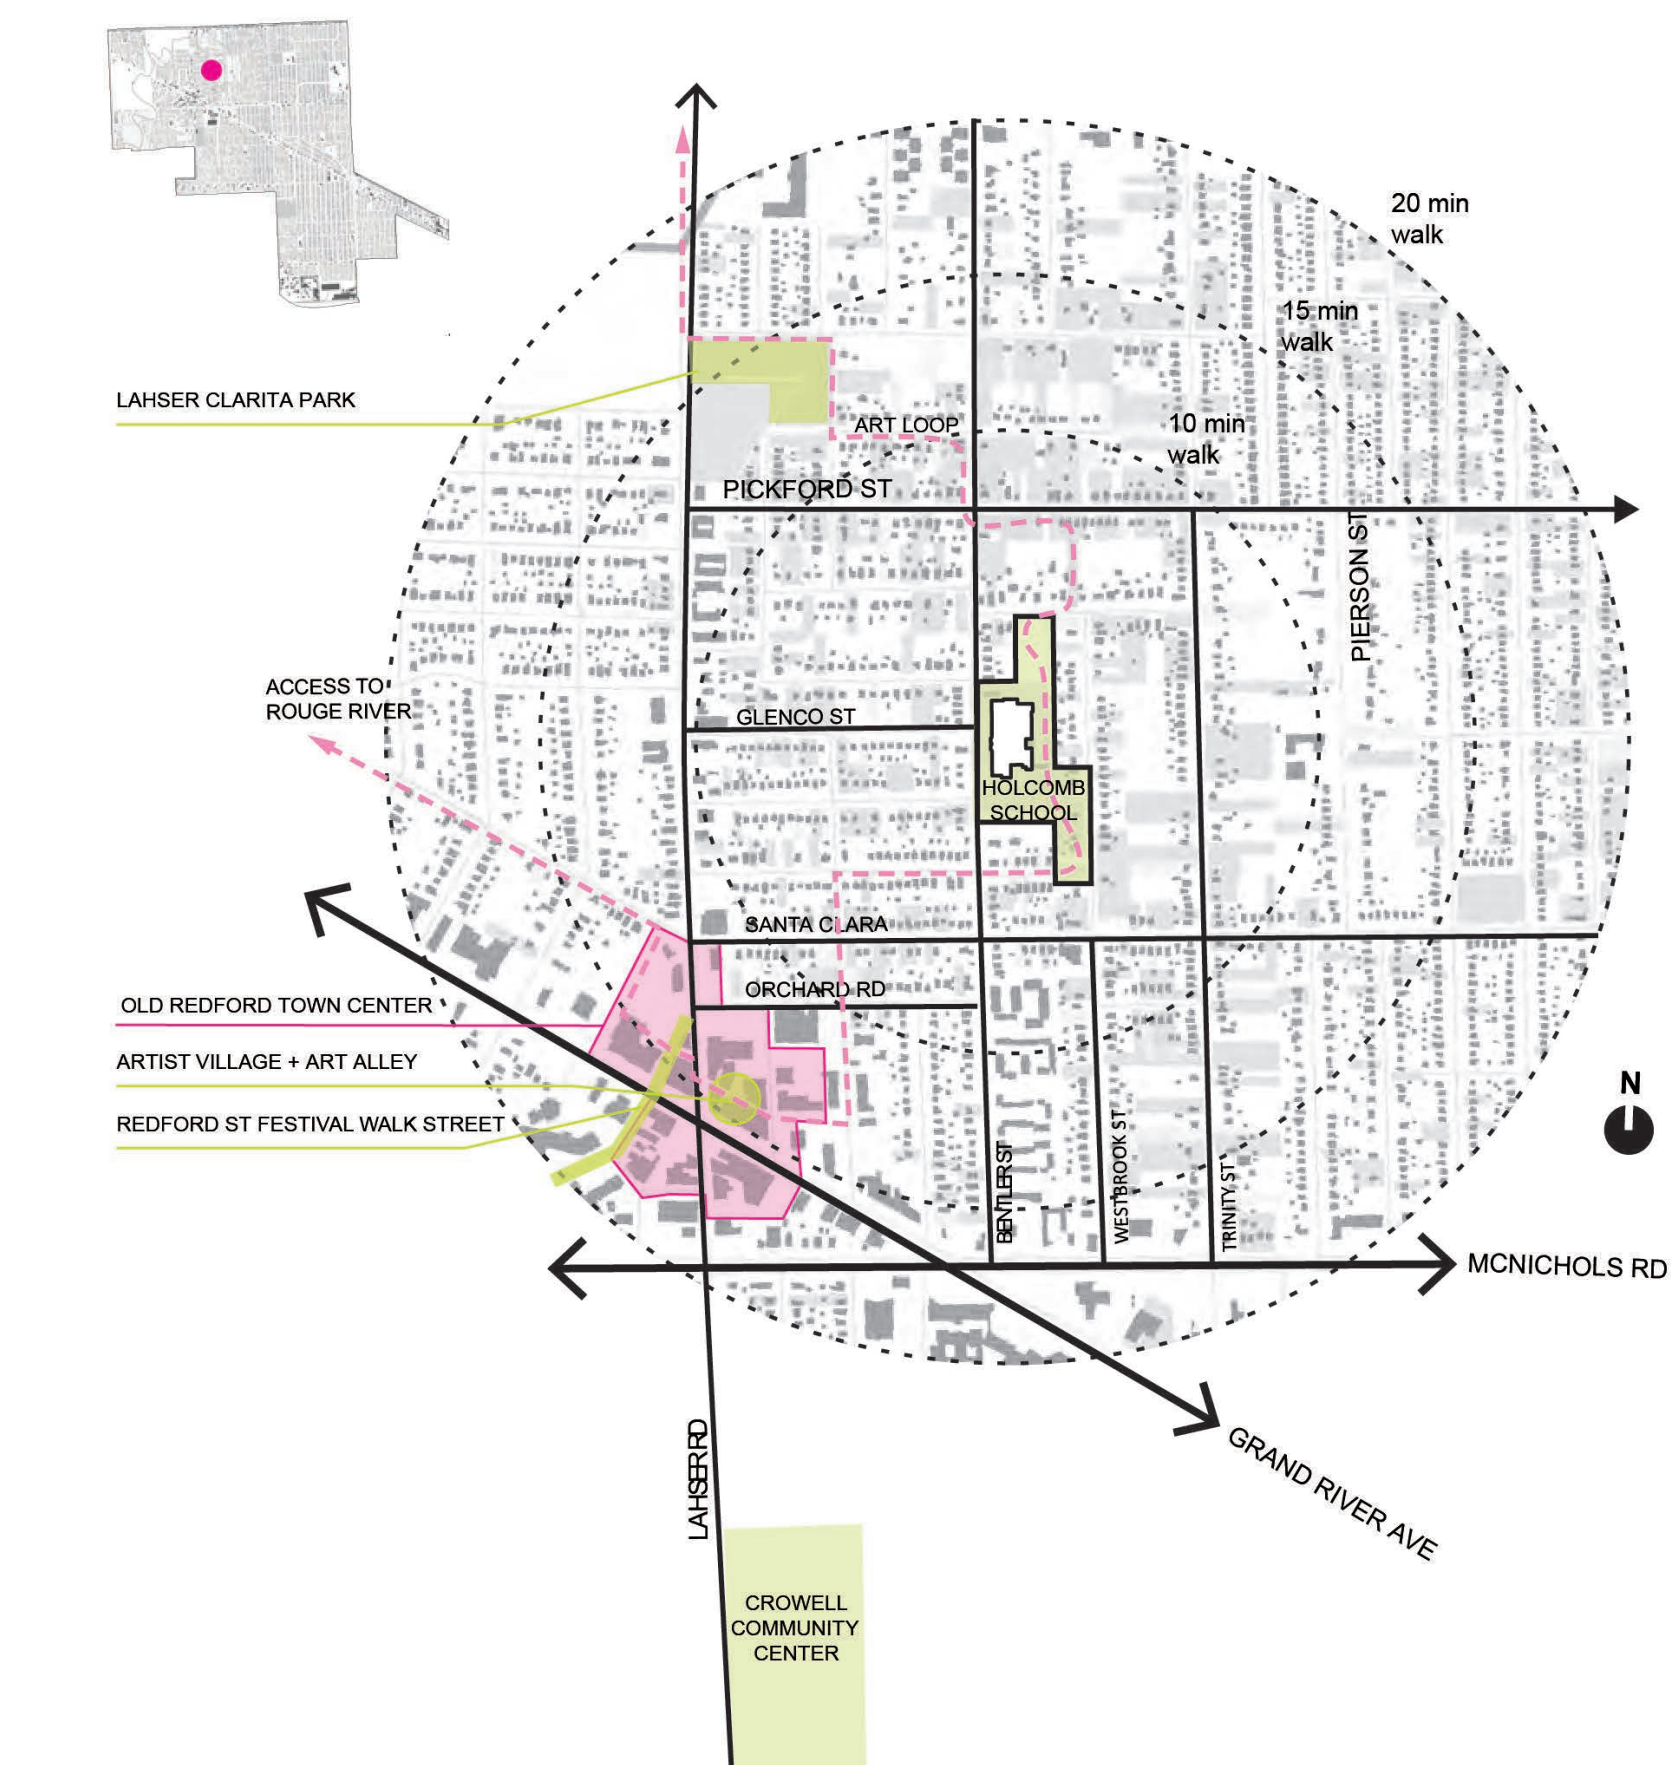 20 min
walk
15 min
walk
LAHSER CLARITA PARK
10 min
walk
ART LOOP
PICKFORD ST
PIERSON ST
ACCESS TO
ROUGE RIVER
GLENCO ST
HOLCOMB
SCHOOL
SANTA CLARA
ORCHARD RD
OLD REDFORD TOWN CENTER
ARTIST VILLAGE + ART ALLEY
REDFORD ST FESTIVAL WALK STREET
N
BENTLER ST
WESTBROOK ST
TRINITY ST
MCNICHOLS RD
LAHSER RD
GRAND RIVER AVE
CROWELL
COMMUNITY
CENTER